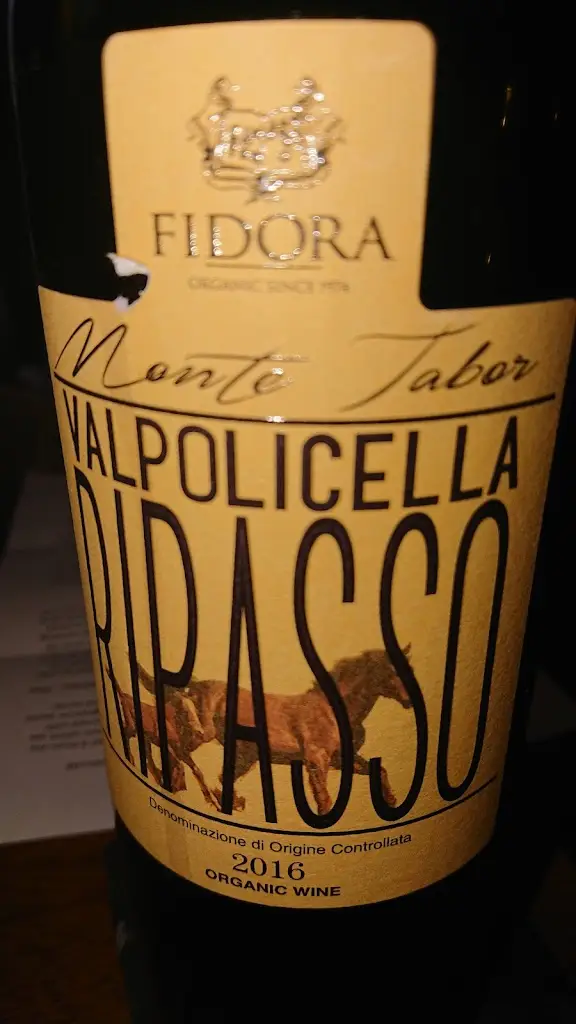 FIDORA
ORGANIC SINCE 1974
Monte Tabor
VALPOLICELLA
RIPASSO
Denominazione di Origine Controllata
2016
ORGANIC WINE